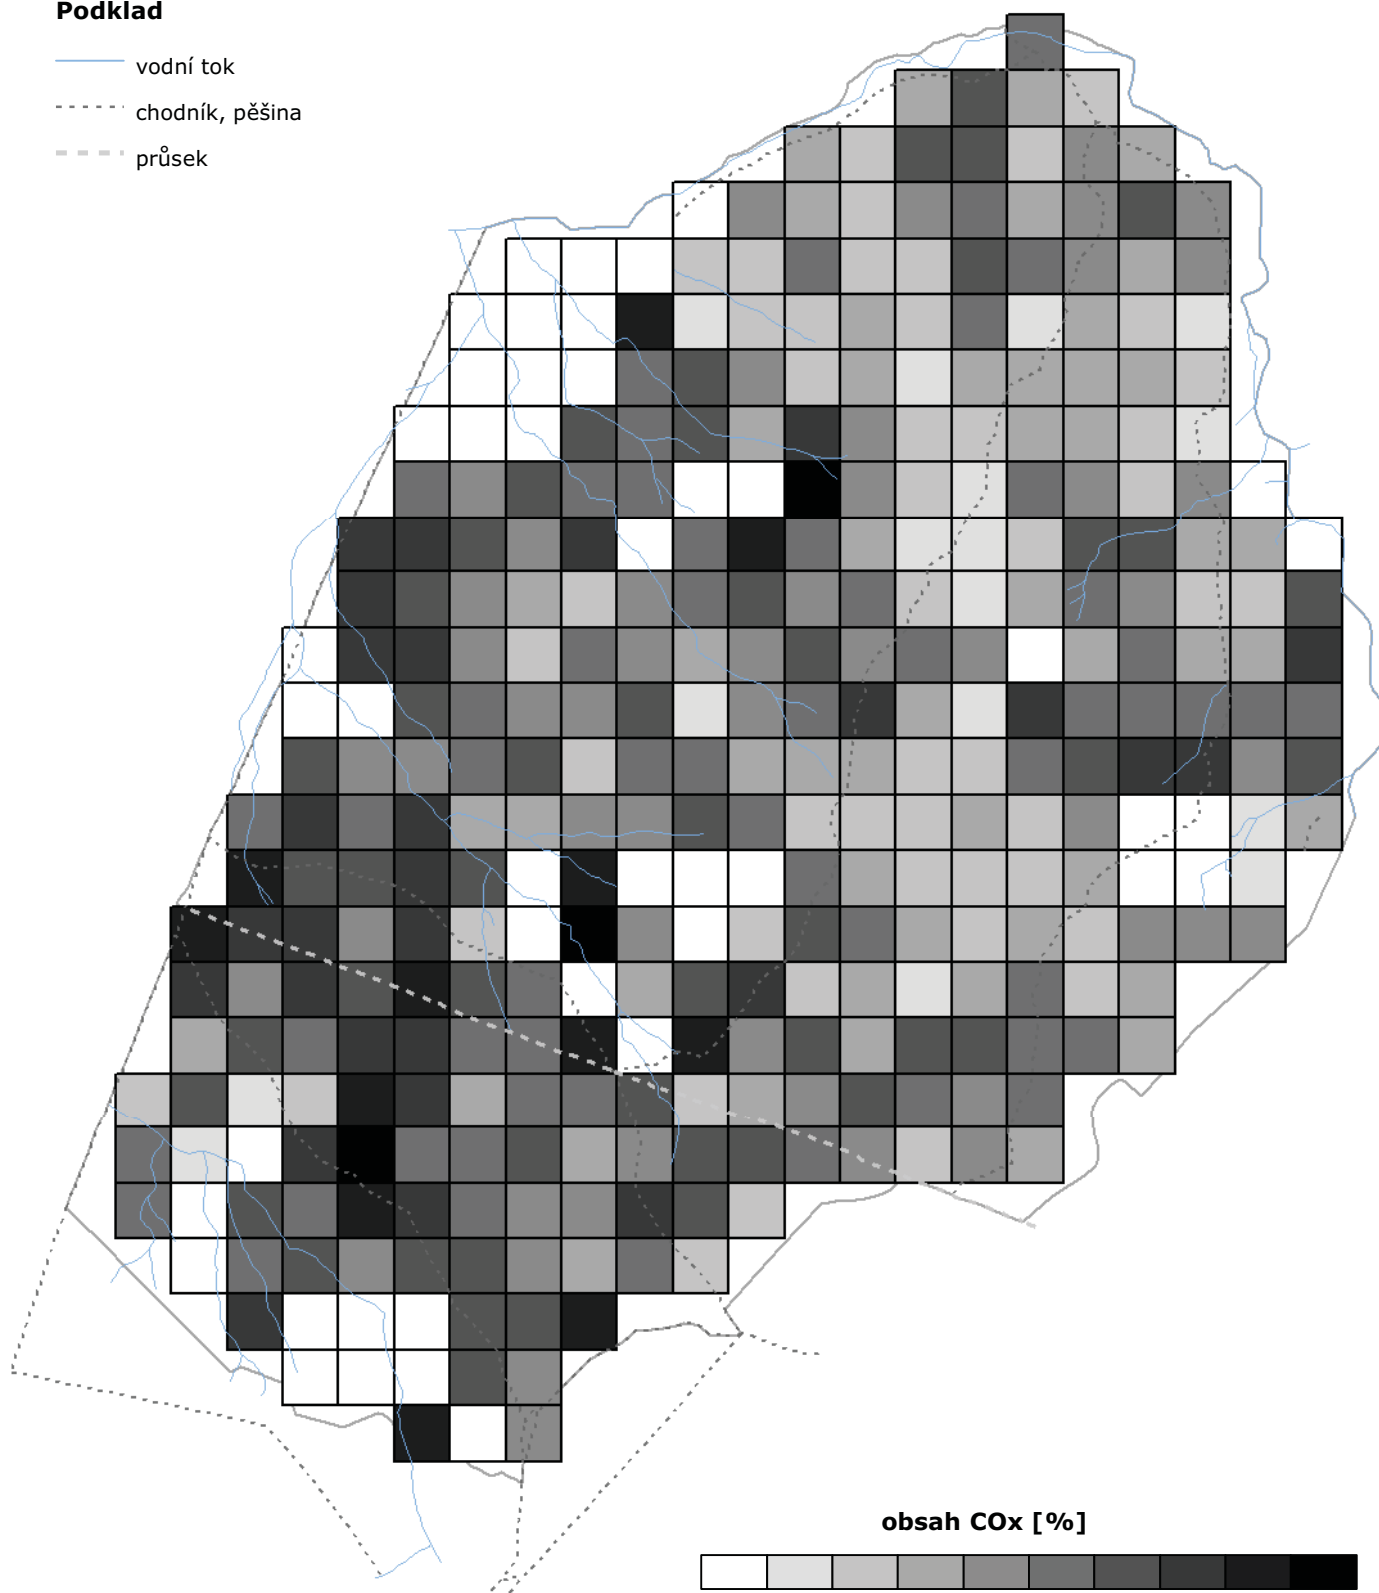 Podklad
vodní tok
chodník, pěšina
průsek
obsah COx [%]